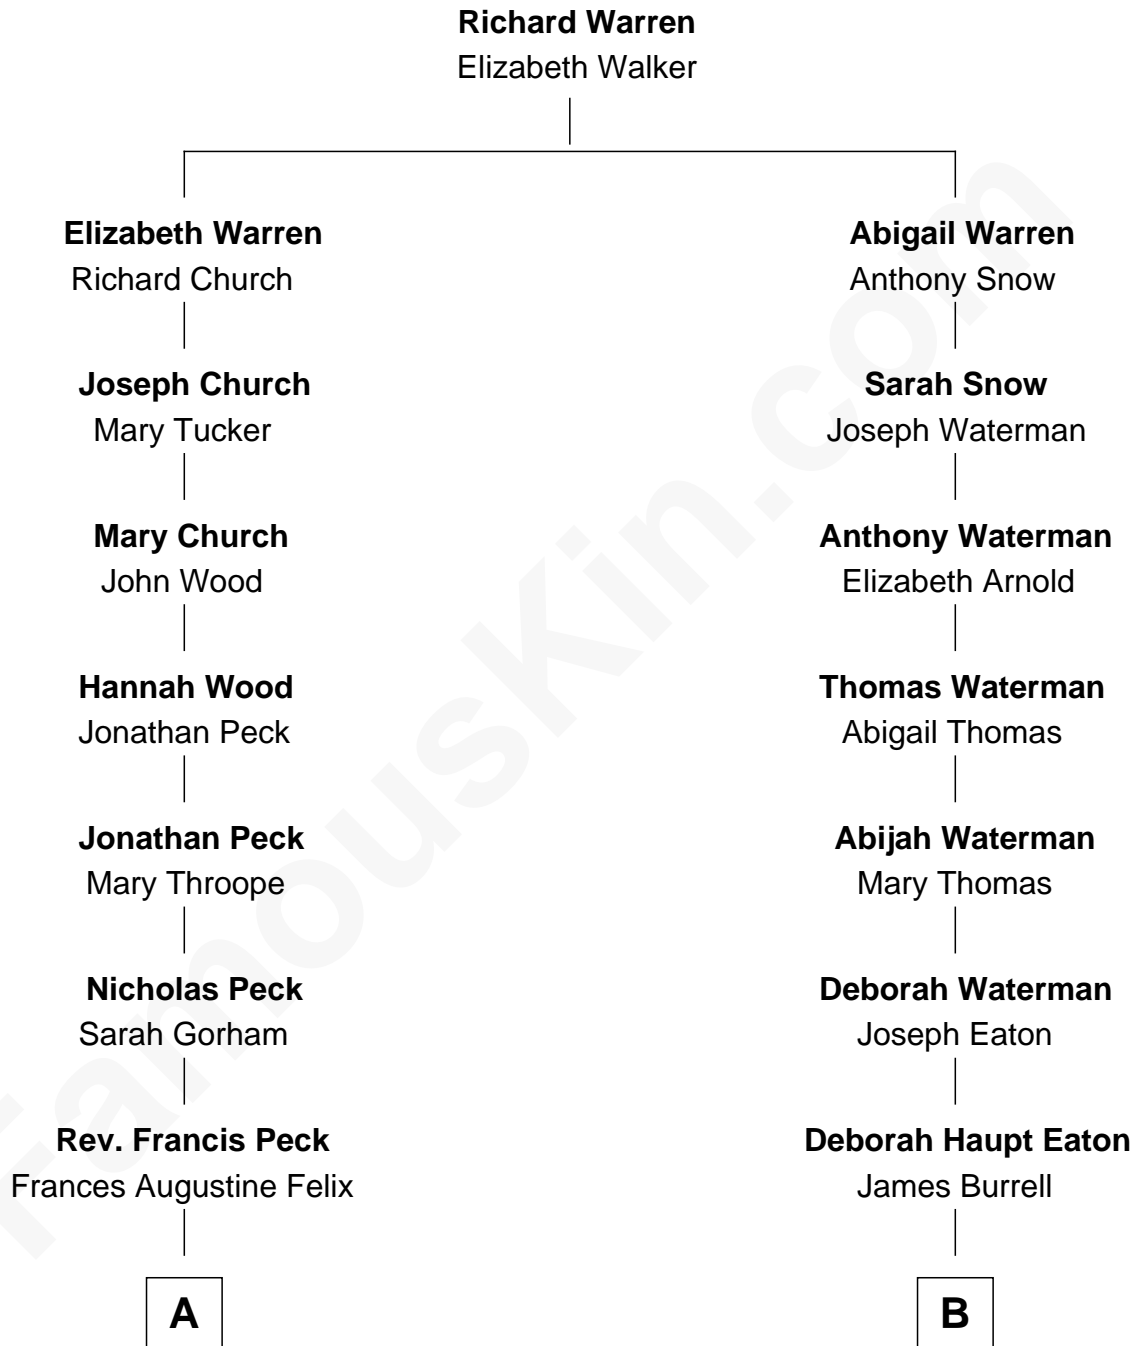 Richard Warren
Elizabeth Walker
Elizabeth Warren
Richard Church
Joseph Church
Mary Tucker
Mary Church
John Wood
Hannah Wood
Jonathan Peck
Jonathan Peck
Mary Throope
Nicholas Peck
Sarah Gorham
Rev. Francis Peck
Frances Augustine Felix
A
Abigail Warren
Anthony Snow
Sarah Snow
Joseph Waterman
Anthony Waterman
Elizabeth Arnold
Thomas Waterman
Abigail Thomas
Abijah Waterman
Mary Thomas
Deborah Waterman
Joseph Eaton
Deborah Haupt Eaton
James Burrell
B
FamousKin.com